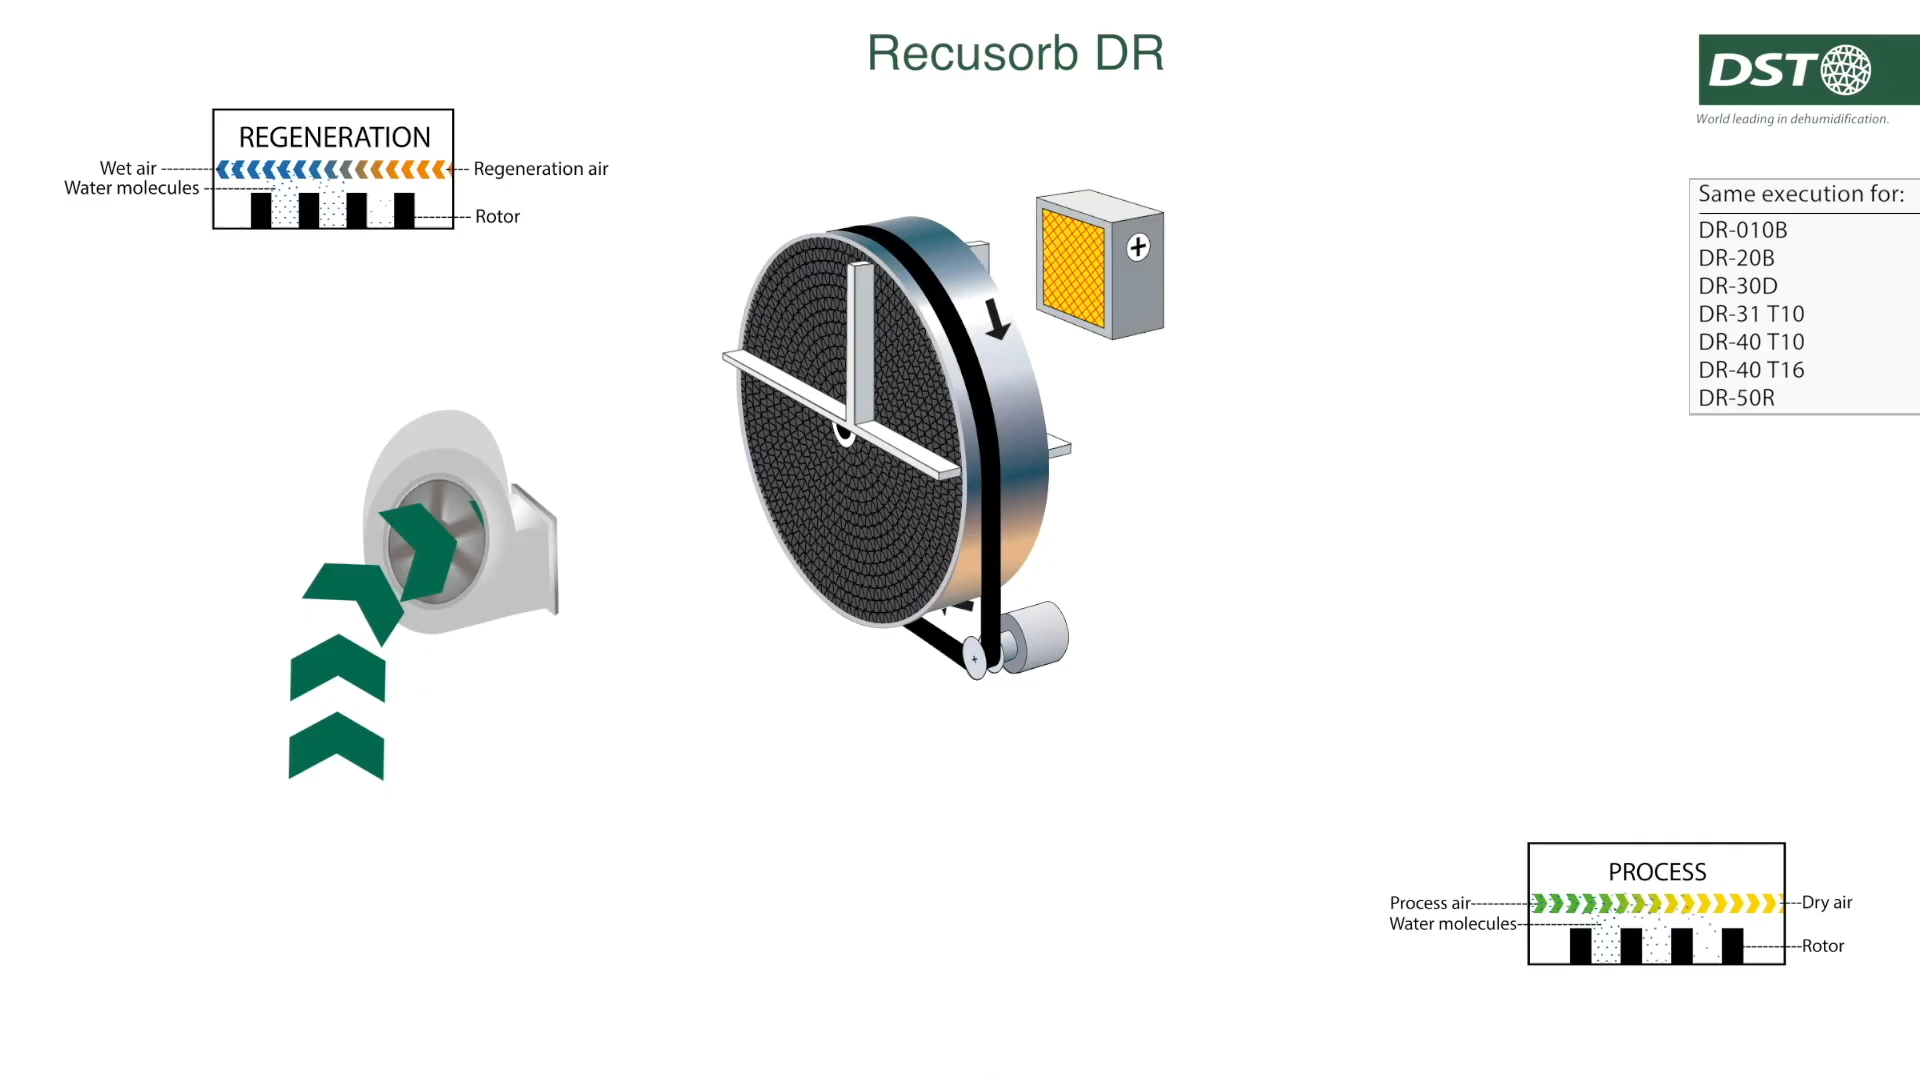 Recusorb DR
DST
World leading in dehumidification.
REGENERATION
Wet air
Regeneration air
Water molecules
Rotor
Same execution for:
DR-010B
DR-20B
DR-30D
DR-31 T10
DR-40 T10
DR-40 T16
DR-50R
PROCESS
Process air
Dry air
Water molecules
Rotor